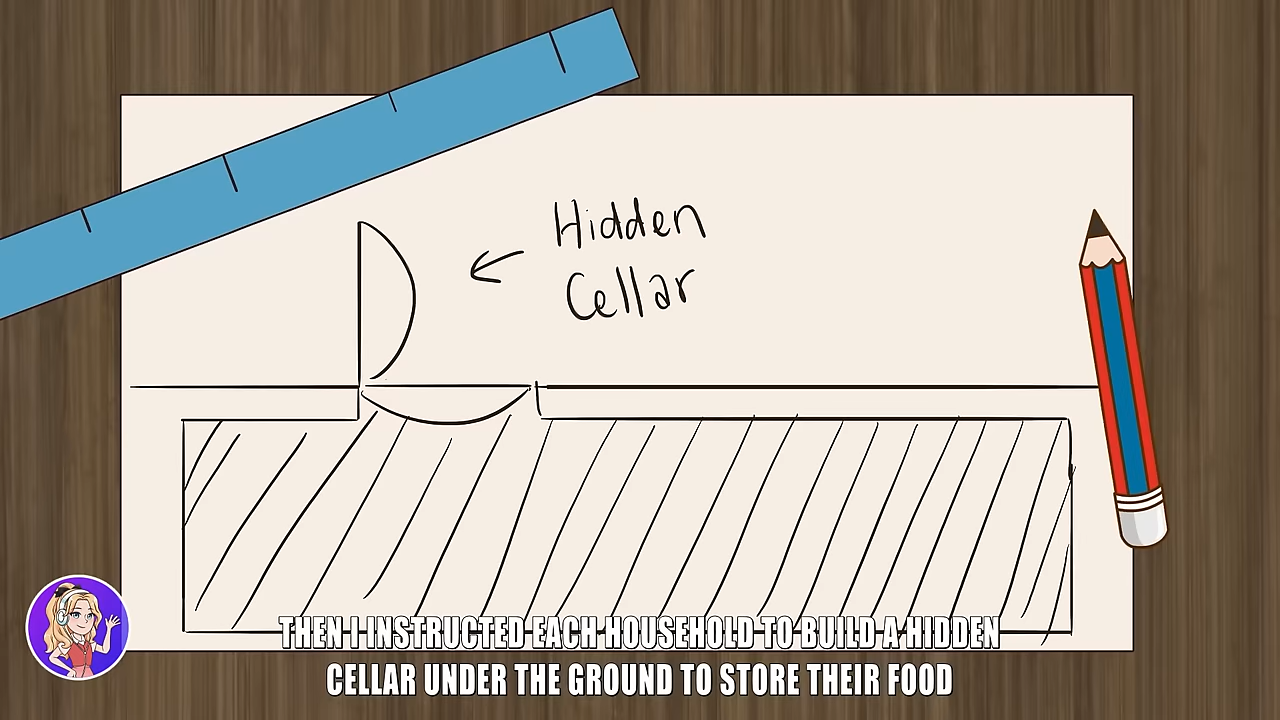 Hidden
Cellar
THEN I INSTRUCTED EACH HOUSEHOLD TO BUILD A HIDDEN
CELLAR UNDER THE GROUND TO STORE THEIR FOOD